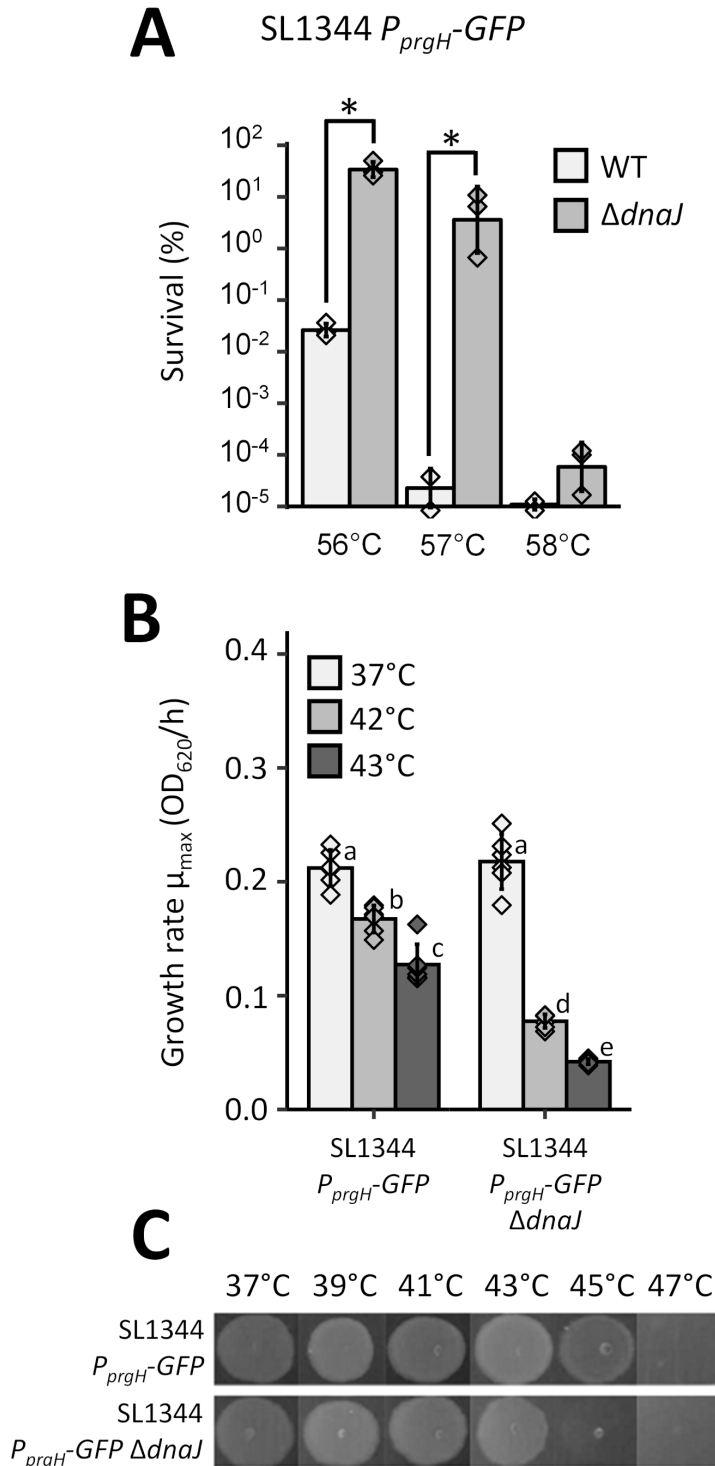 A
SL1344 PprgH-GFP
*
*
10²
10¹
10⁰
10⁻¹
10⁻²
10⁻³
10⁻⁴
10⁻⁵
Survival (%)
WT
ΔdnaJ
56°C 57°C 58°C
B
0.4
0.3
0.2
0.1
0.0
Growth rate µmax (OD620/h)
37°C
42°C
43°C
a
b
c
a
d
e
SL1344
PprgH-GFP
SL1344
PprgH-GFP
ΔdnaJ
C
37°C 39°C 41°C 43°C 45°C 47°C
SL1344
PprgH-GFP
SL1344
PprgH-GFP ΔdnaJ